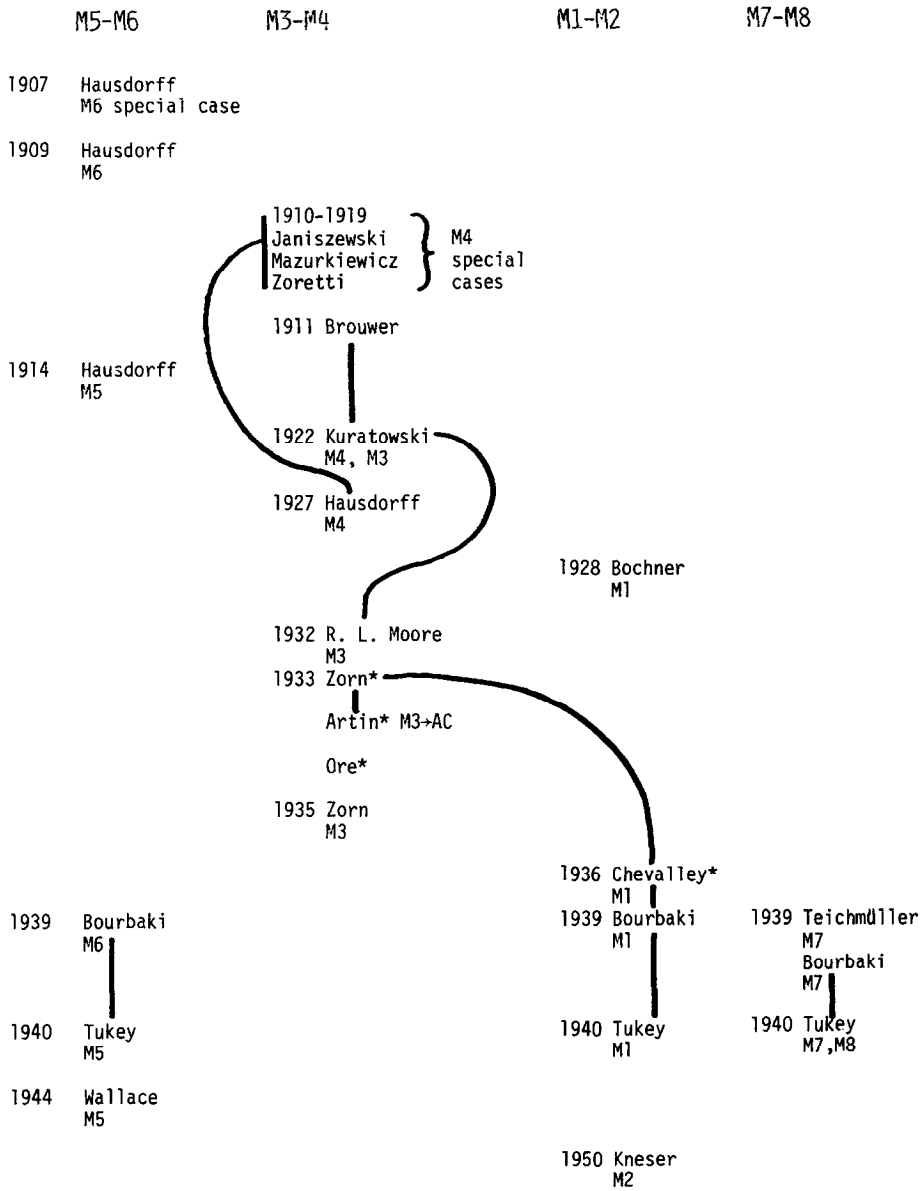 M5-M6 M3-M4 M1-M2 M7-M8
1907 Hausdorff
M6 special case
1909 Hausdorff
M6
1910-1919
Janiszewski M4
Mazurkiewicz special
Zoretti cases
1911 Brouwer
1914 Hausdorff
M5
1922 Kuratowski
M4, M3
1927 Hausdorff
M4
1928 Bochner
M1
1932 R. L. Moore
M3
1933 Zorn*
Artin* M3→AC
Ore*
1935 Zorn
M3
1936 Chevalley*
M1
1939 Bourbaki 1939 Bourbaki 1939 Teichmüller
M6 M1 M7
Bourbaki
M7
1940 Tukey 1940 Tukey 1940 Tukey
M5 M1 M7,M8
1944 Wallace
M5
1950 Kneser
M2